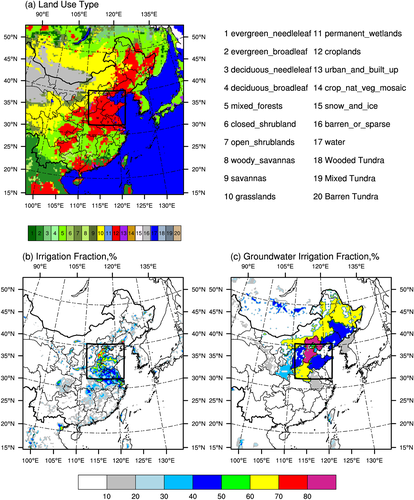 (a) Land Use Type
90°E 105°E 120°E 135°E
50°N 50°N
45°N 45°N
40°N 40°N
35°N 35°N
30°N 30°N
25°N 25°N
20°N 20°N
15°N 15°N
100°E 105°E 110°E 115°E 120°E 125°E
1 evergreen_needleleaf 11 permanent_wetlands
2 evergreen_broadleaf 12 croplands
3 deciduous_needleleaf 13 urban_and_built_up
4 deciduous_broadleaf 14 crop_nat_veg_mosaic
5 mixed_forests 15 snow_and_ice
6 closed_shrubland 16 barren_or_sparse
7 open_shrublands 17 water
8 woody_savannas 18 Wooded Tundra
9 savannas 19 Mixed Tundra
10 grasslands 20 Barren Tundra
1 2 3 4 5 6 7 8 9 10 11 12 13 14 15 16 17 18 19 20
(b) Irrigation Fraction,% (c) Groundwater Irrigation Fraction,%
90°E 105°E 120°E 135°E 90°E 105°E 120°E 135°E
50°N 50°N 50°N 50°N
45°N 45°N 45°N 45°N
40°N 40°N 40°N 40°N
35°N 35°N 35°N 35°N
30°N 30°N 30°N 30°N
25°N 25°N 25°N 25°N
20°N 20°N 20°N 20°N
15°N 15°N 15°N 15°N
100°E 105°E 110°E 115°E 120°E 125°E 100°E 105°E 110°E 115°E 120°E 125°E
10 20 30 40 50 60 70 80